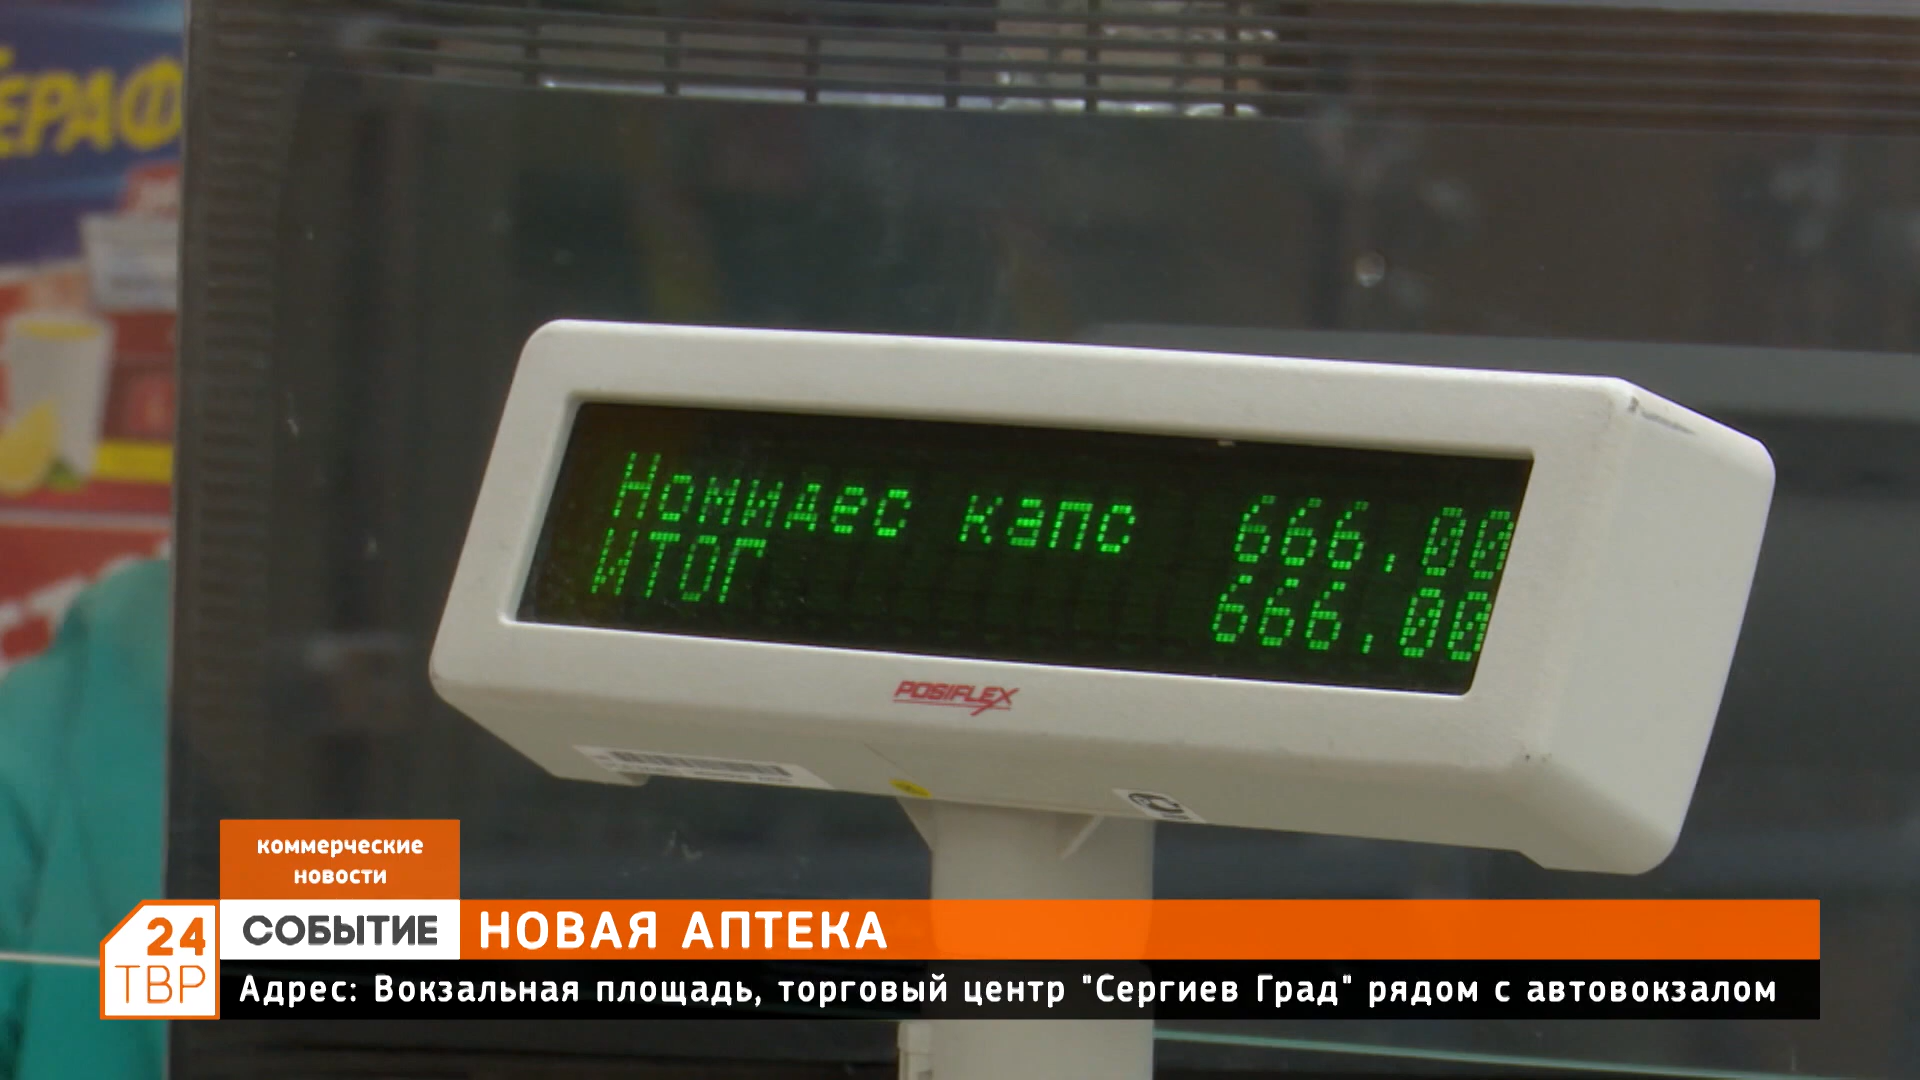 ЕРАФ
Номидес капс 666.00
ИТОГ 666.00
POSIFLEX
коммерческие
новости
24
ТВР
СОБЫТИЕ
НОВАЯ АПТЕКА
Адрес: Вокзальная площадь, торговый центр "Сергиев Град" рядом с автовокзалом